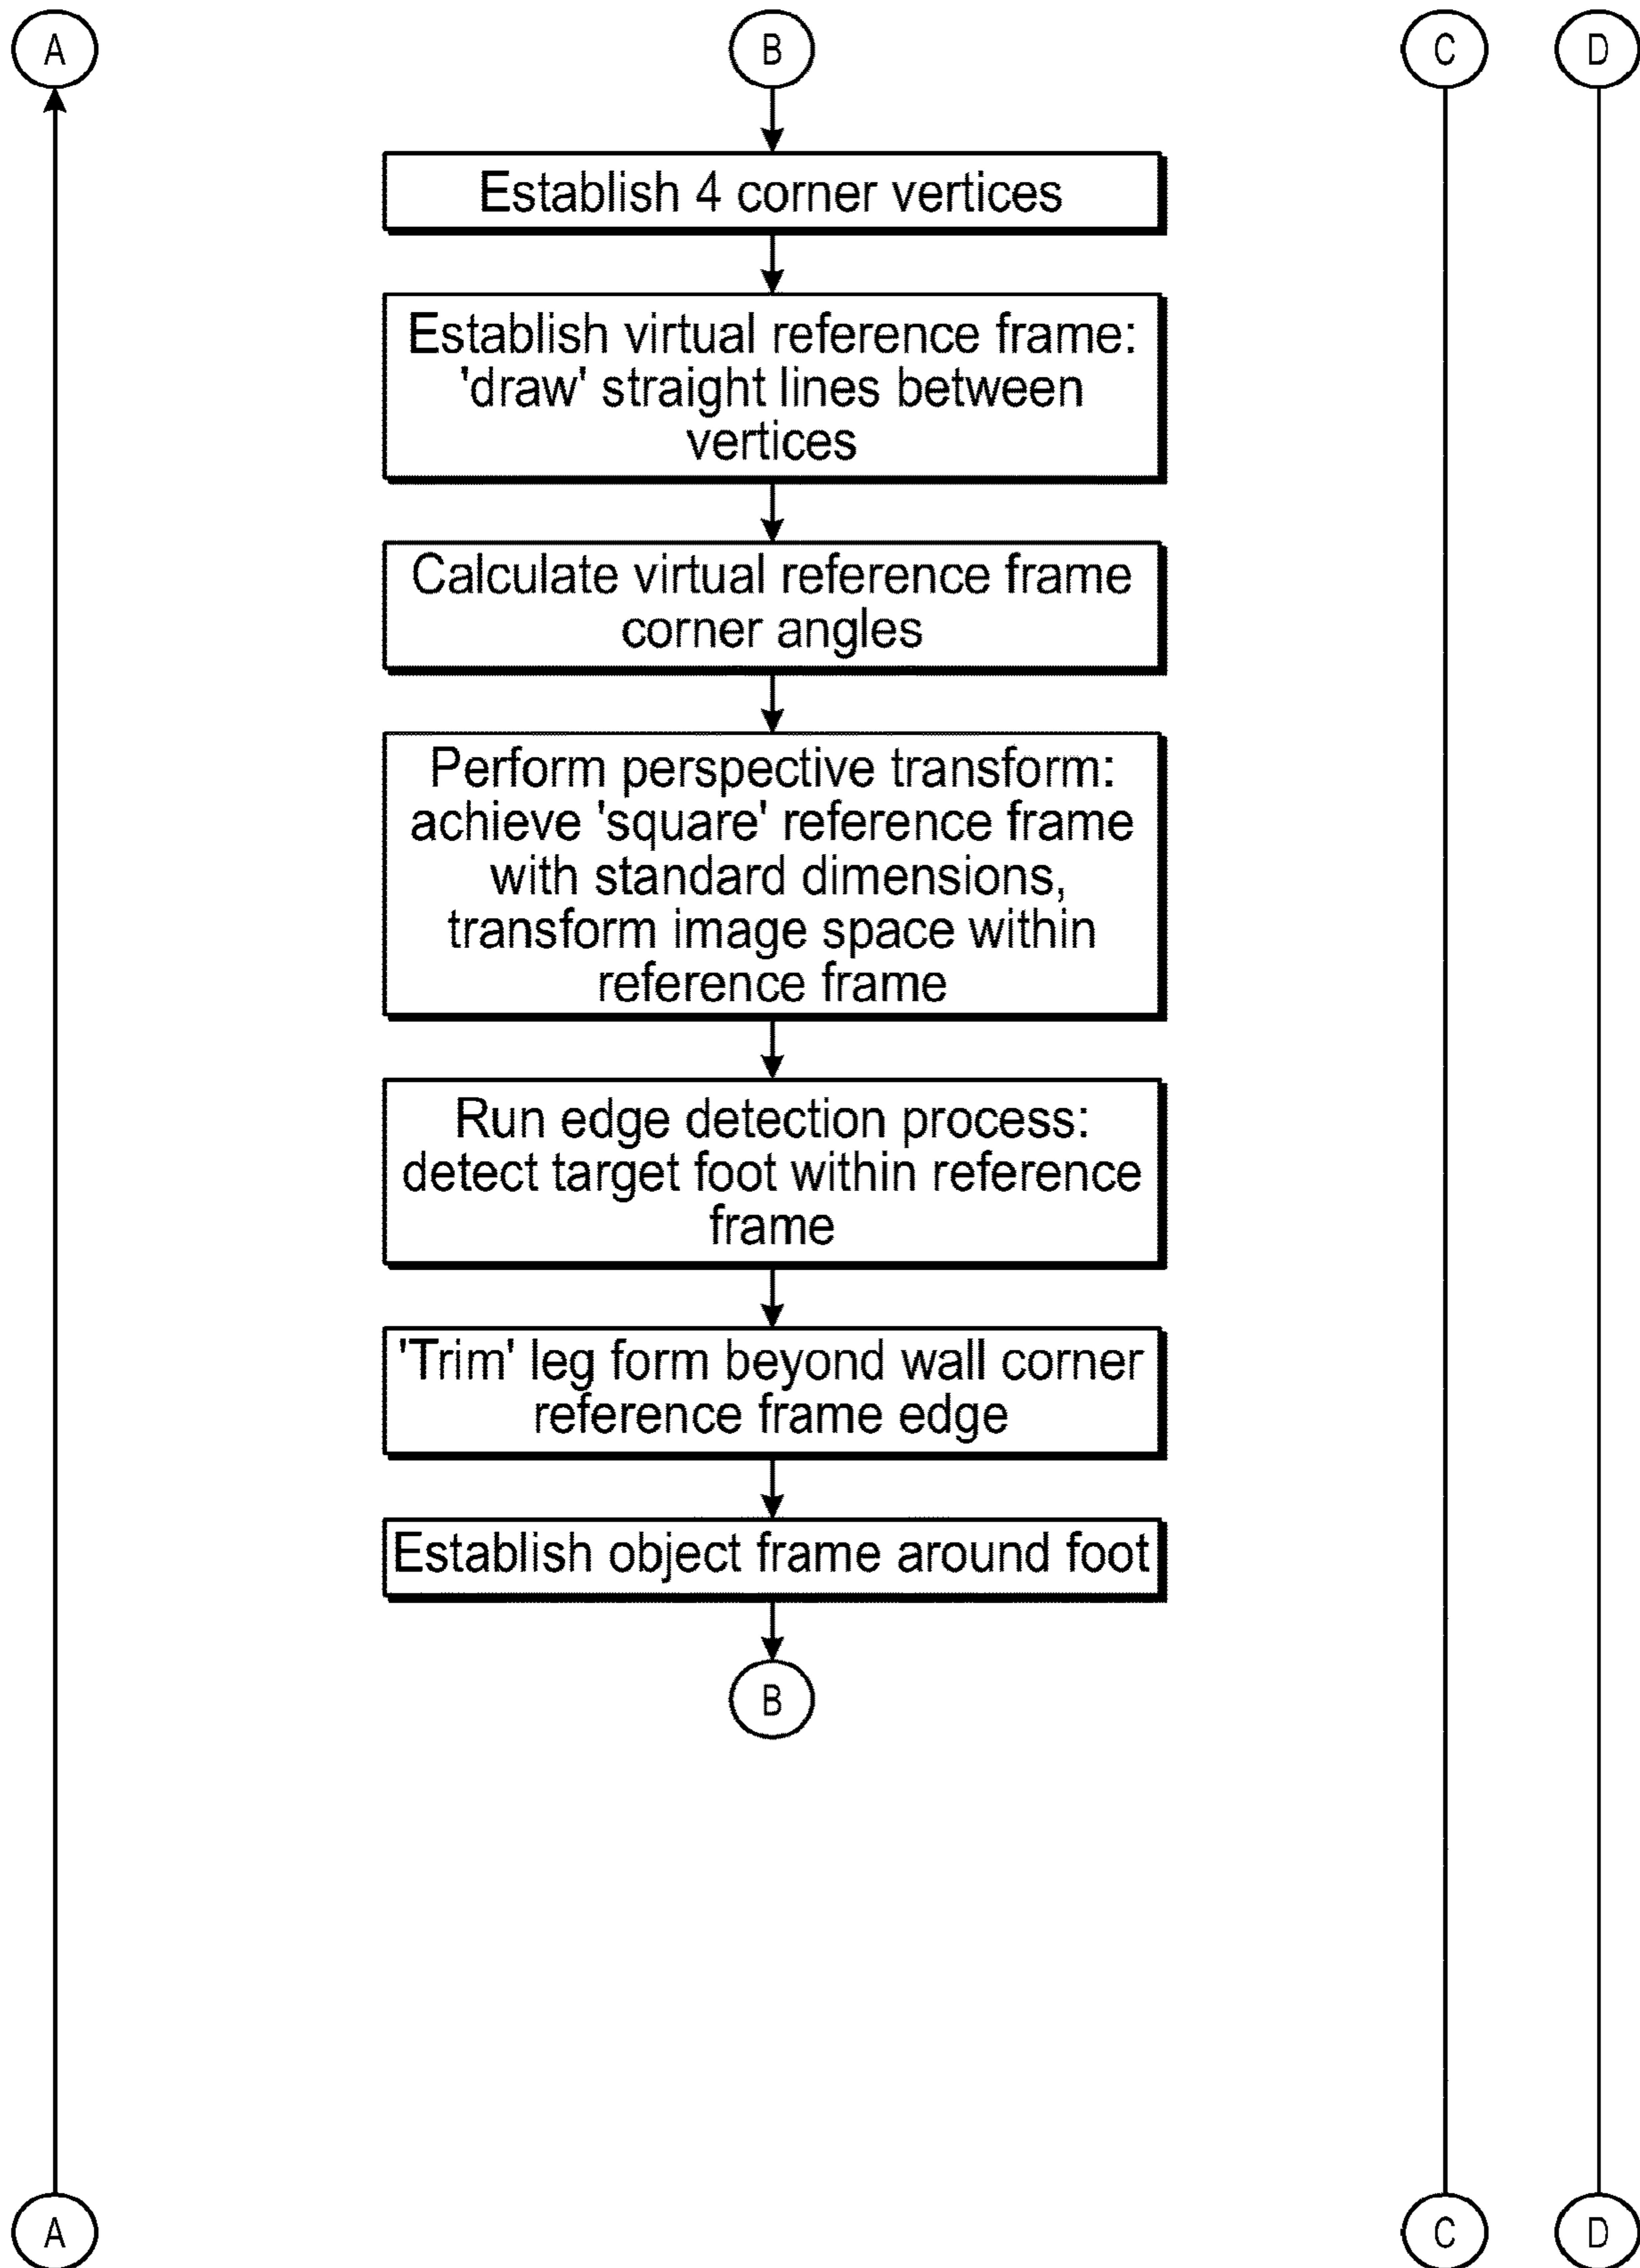 A
B
C
D
Establish 4 corner vertices
Establish virtual reference frame:
'draw' straight lines between
vertices
Calculate virtual reference frame
corner angles
Perform perspective transform:
achieve 'square' reference frame
with standard dimensions,
transform image space within
reference frame
Run edge detection process:
detect target foot within reference
frame
'Trim' leg form beyond wall corner
reference frame edge
Establish object frame around foot
B
A
C
D